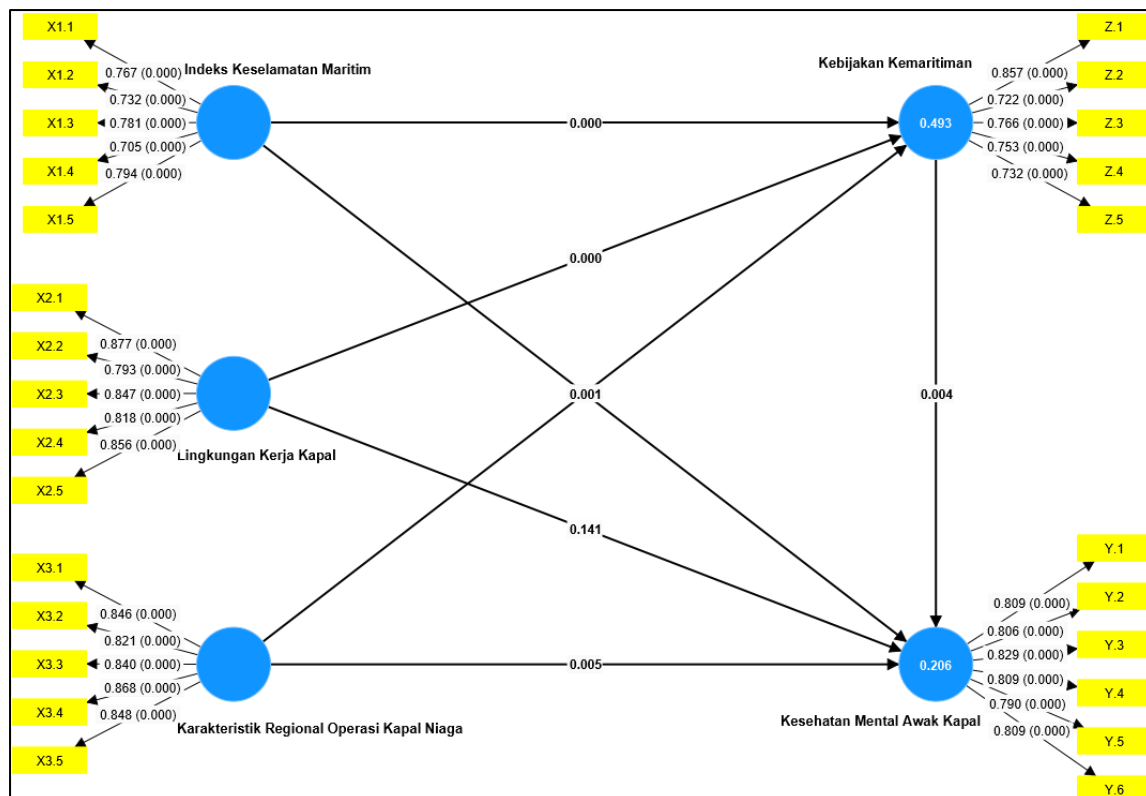 X1.1
X1.2
X1.3
X1.4
X1.5
0.767 (0.000)
0.732 (0.000)
0.781 (0.000)
0.705 (0.000)
0.794 (0.000)
Indeks Keselamatan Maritim
X2.1
X2.2
X2.3
X2.4
X2.5
0.877 (0.000)
0.793 (0.000)
0.847 (0.000)
0.818 (0.000)
0.856 (0.000)
Lingkungan Kerja Kapal
X3.1
X3.2
X3.3
X3.4
X3.5
0.846 (0.000)
0.821 (0.000)
0.840 (0.000)
0.868 (0.000)
0.848 (0.000)
Karakteristik Regional Operasi Kapal Niaga
0.000
0.000
0.001
0.141
0.005
0.004
Kebijakan Kemaritiman
0.493
0.857 (0.000)
0.722 (0.000)
0.766 (0.000)
0.753 (0.000)
0.732 (0.000)
Z.1
Z.2
Z.3
Z.4
Z.5
0.206
Kesehatan Mental Awak Kapal
0.809 (0.000)
0.806 (0.000)
0.829 (0.000)
0.809 (0.000)
0.790 (0.000)
0.809 (0.000)
Y.1
Y.2
Y.3
Y.4
Y.5
Y.6